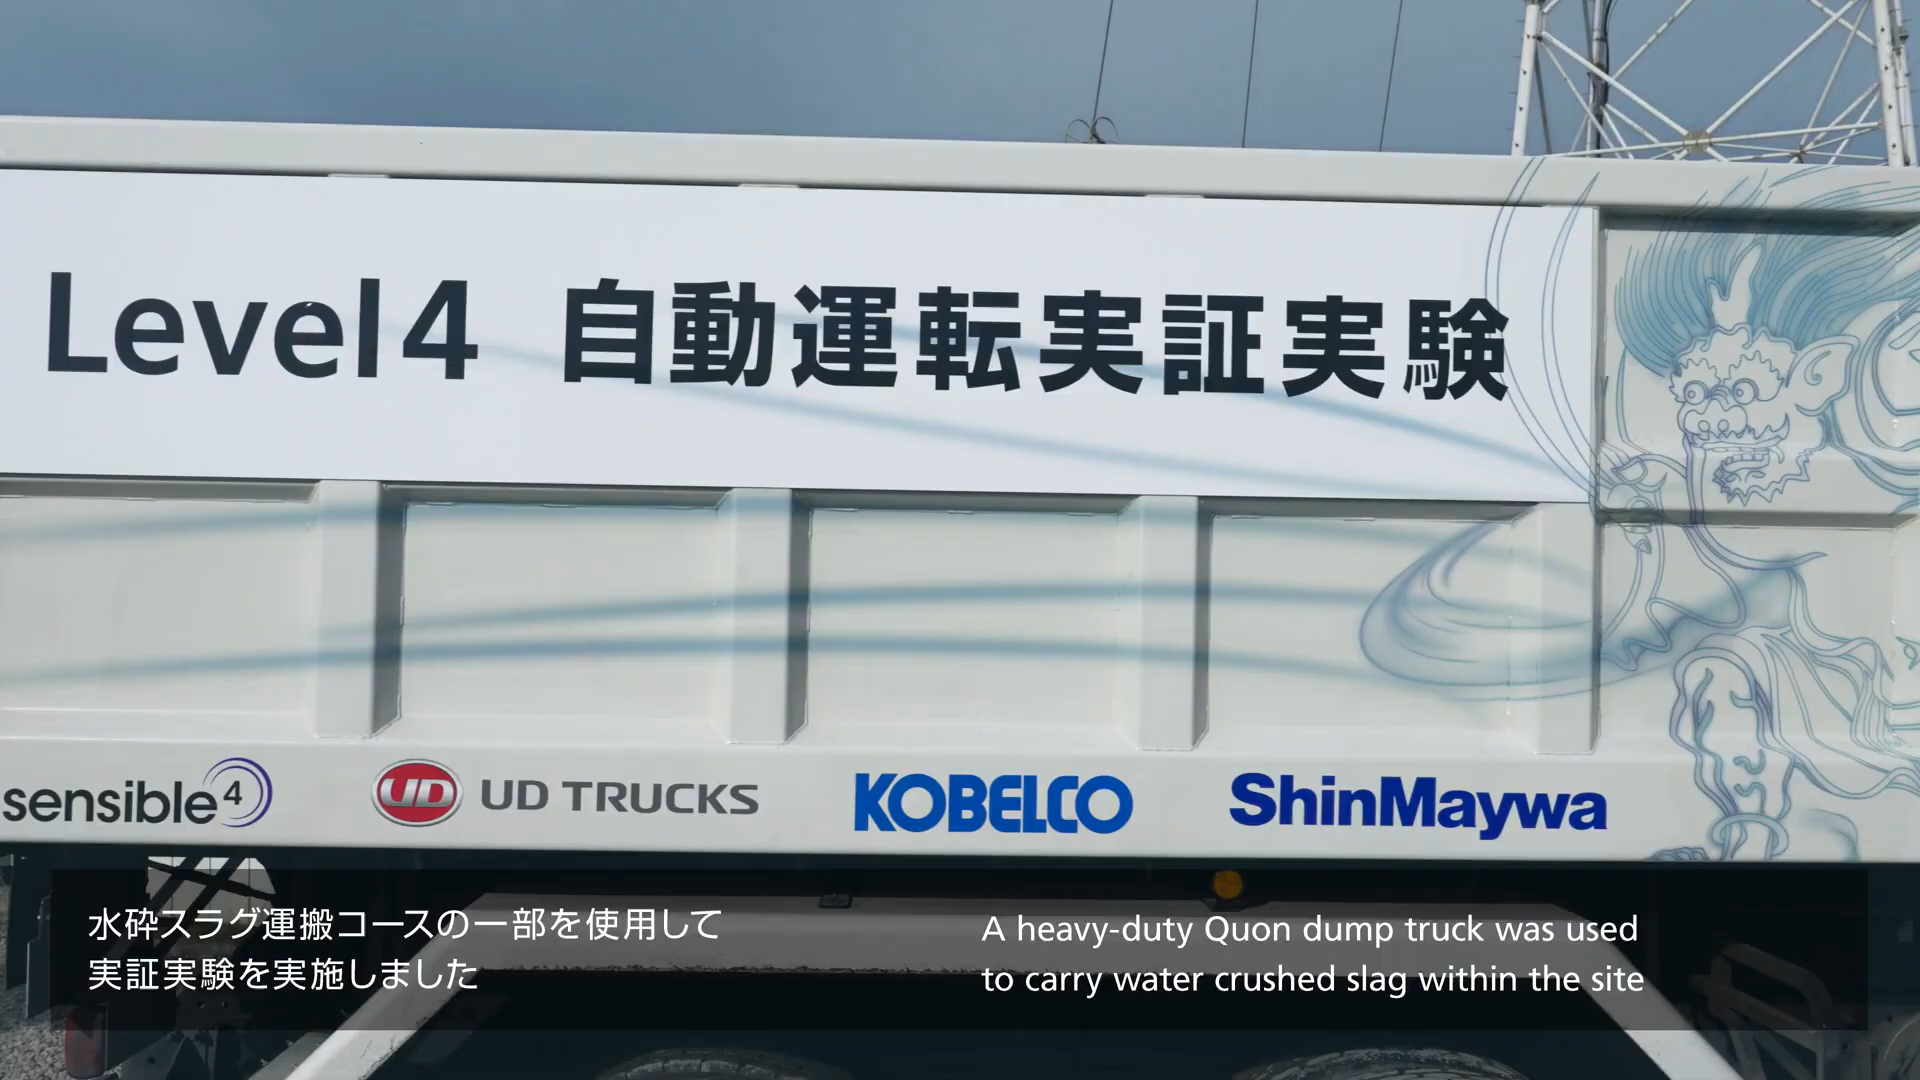 Level4 自動運転実証実験
sensible 4
UD UD TRUCKS
KOBELCO
ShinMaywa
水砕スラグ運搬コースの一部を使用して
実証実験を実施しました
A heavy-duty Quon dump truck was used
to carry water crushed slag within the site